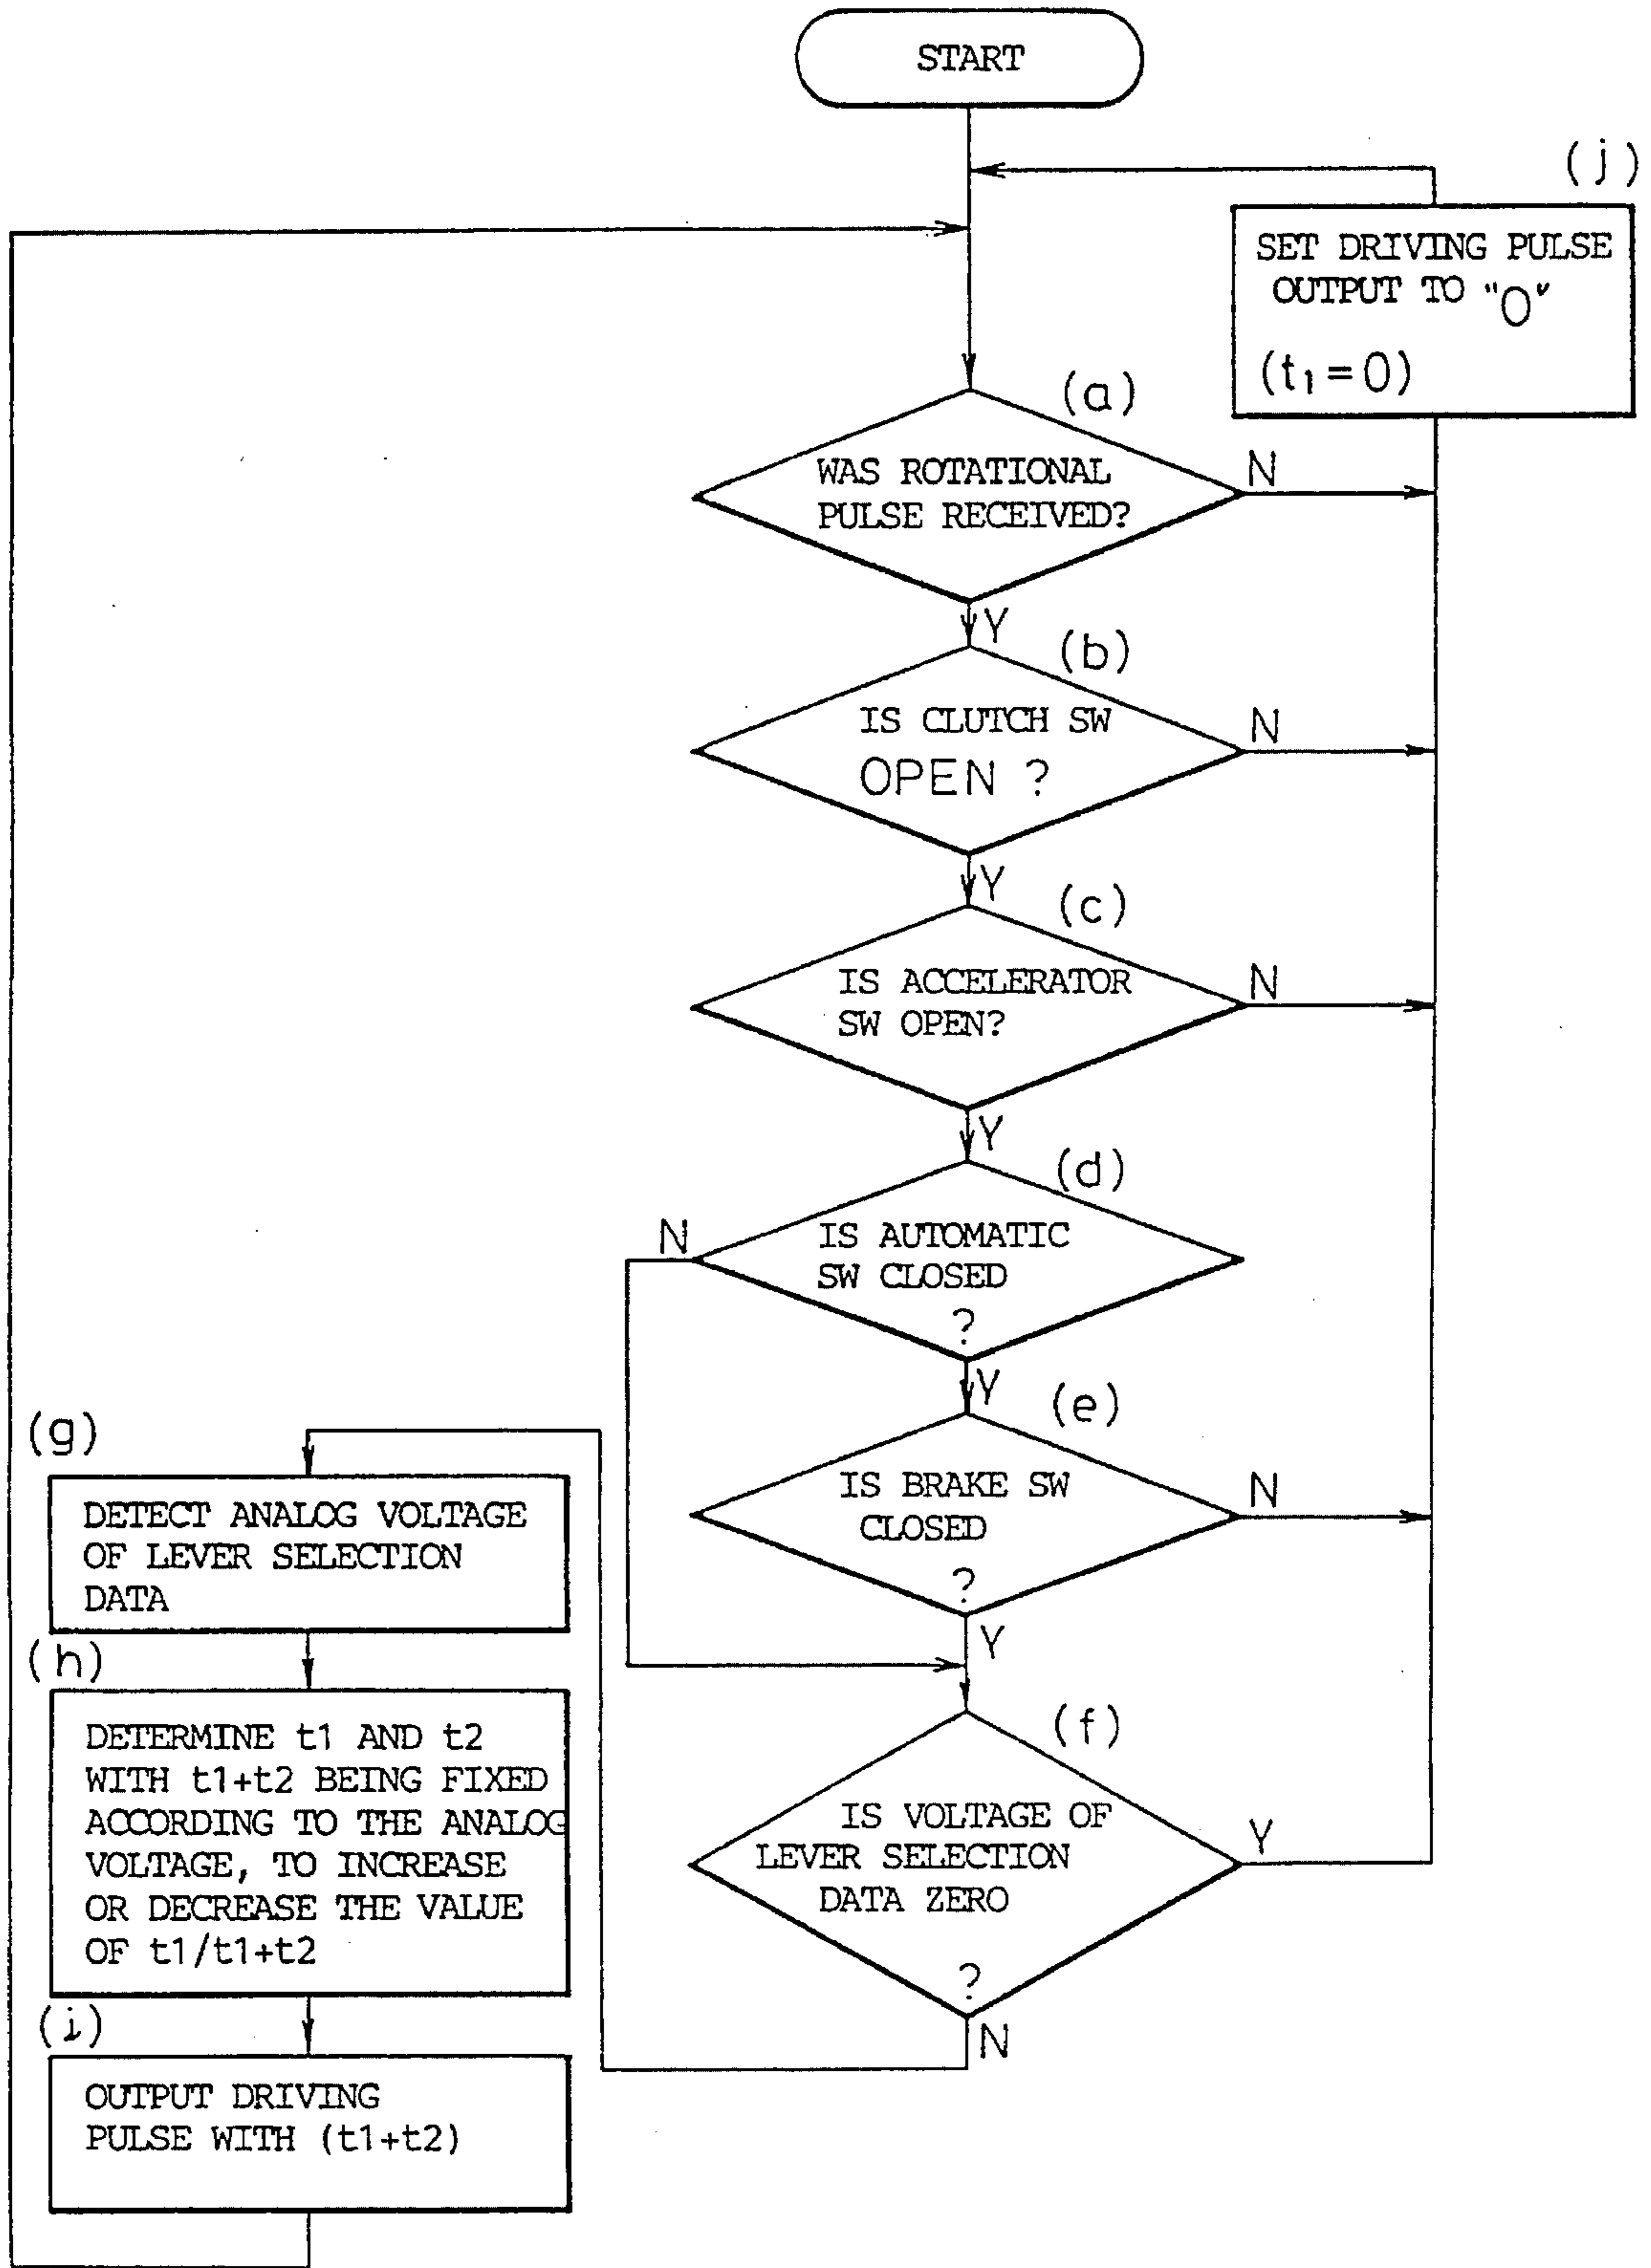 START
(j)
SET DRIVING PULSE
OUTPUT TO "O"
(t1=0)
(a)
WAS ROTATIONAL
PULSE RECEIVED?
N
Y
(b)
IS CLUTCH SW
OPEN ?
N
Y
(c)
IS ACCELERATOR
SW OPEN?
N
Y
(d)
N
IS AUTOMATIC
SW CLOSED
?
Y
(e)
IS BRAKE SW
CLOSED
?
N
Y
(f)
IS VOLTAGE OF
LEVER SELECTION
DATA ZERO
?
Y
N
(g)
DETECT ANALOG VOLTAGE
OF LEVER SELECTION
DATA
(h)
DETERMINE t1 AND t2
WITH t1+t2 BEING FIXED
ACCORDING TO THE ANALOG
VOLTAGE, TO INCREASE
OR DECREASE THE VALUE
OF t1/t1+t2
(i)
OUTPUT DRIVING
PULSE WITH (t1+t2)